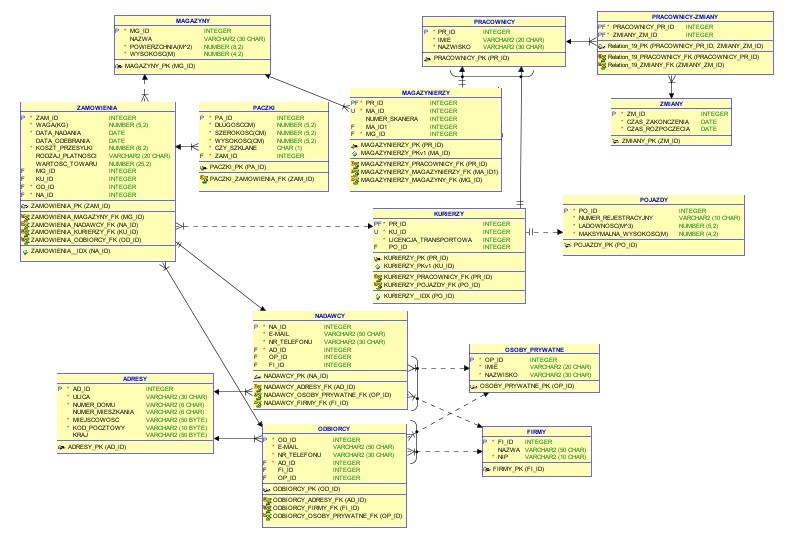 MAGAZYNY
P * MG_ID INTEGER
NAZWA VARCHAR2 (30 CHAR)
* POWIERZCHNIA(M^2) NUMBER (8,2)
* WYSOKOSC(M) NUMBER (4,2)
MAGAZYNY_PK (MG_ID)
PRACOWNICY
P * PR_ID INTEGER
* IMIE VARCHAR2 (20 CHAR)
* NAZWISKO VARCHAR2 (30 CHAR)
PRACOWNICY_PK (PR_ID)
PRACOWNICY-ZMIANY
PF* PRACOWNICY_PR_ID INTEGER
PF* ZMIANY_ZM_ID INTEGER
Relation_19_PK (PRACOWNICY_PR_ID, ZMIANY_ZM_ID)
Relation_19_PRACOWNICY_FK (PRACOWNICY_PR_ID)
Relation_19_ZMIANY_FK (ZMIANY_ZM_ID)
ZMIANY
P * ZM_ID INTEGER
* CZAS_ZAKONCZENIA DATE
* CZAS_ROZPOCZECIA DATE
ZMIANY_PK (ZM_ID)
MAGAZYNIERZY
PF* PR_ID INTEGER
U * MA_ID INTEGER
NUMER_SKANERA INTEGER
F MA_ID1 INTEGER
F * MG_ID INTEGER
MAGAZYNIERZY_PK (PR_ID)
MAGAZYNIERZY_PKv1 (MA_ID)
MAGAZYNIERZY_PRACOWNICY_FK (PR_ID)
MAGAZYNIERZY_MAGAZYNIERZY_FK (MA_ID1)
MAGAZYNIERZY_MAGAZYNY_FK (MG_ID)
ZAMOWIENIA
P * ZAM_ID INTEGER
* WAGA(KG) NUMBER (5,2)
* DATA_NADANIA DATE
DATA_ODEBRANIA DATE
* KOSZT_PRZESYLKI NUMBER (6,2)
RODZAJ_PLATNOSCI VARCHAR2 (20 CHAR)
WARTOSC_TOWARU NUMBER (25,2)
F MG_ID INTEGER
F KU_ID INTEGER
F * OD_ID INTEGER
F * NA_ID INTEGER
ZAMOWIENIA_PK (ZAM_ID)
ZAMOWIENIA_MAGAZYNY_FK (MG_ID)
ZAMOWIENIA_NADAWCY_FK (NA_ID)
ZAMOWIENIA_KURIERZY_FK (KU_ID)
ZAMOWIENIA_ODBIORCY_FK (OD_ID)
ZAMOWIENIA__IDX (NA_ID)
PACZKI
P * PA_ID INTEGER
* DLUGOSC(CM) NUMBER (5,2)
* SZEROKOSC(CM) NUMBER (5,2)
* WYSOKOSC(CM) NUMBER (5,2)
* CZY_SZKLANE CHAR (1)
F * ZAM_ID INTEGER
PACZKI_PK (PA_ID)
PACZKI_ZAMOWIENIA_FK (ZAM_ID)
KURIERZY
PF* PR_ID INTEGER
U * KU_ID INTEGER
* LICENCJA_TRANSPORTOWA INTEGER
F PO_ID INTEGER
KURIERZY_PK (PR_ID)
KURIERZY_PKv1 (KU_ID)
KURIERZY_PRACOWNICY_FK (PR_ID)
KURIERZY_POJAZDY_FK (PO_ID)
KURIERZY__IDX (PO_ID)
POJAZDY
P * PO_ID INTEGER
* NUMER_REJESTRACYJNY VARCHAR2 (10 CHAR)
* LADOWNOSC(M^3) NUMBER (5,2)
* MAKSYMALNA_WYSOKOSC(M) NUMBER (4,2)
POJAZDY_PK (PO_ID)
NADAWCY
P * NA_ID INTEGER
* E-MAIL VARCHAR2 (50 CHAR)
* NR_TELEFONU VARCHAR2 (30 CHAR)
F * AD_ID INTEGER
F OP_ID INTEGER
F FI_ID INTEGER
NADAWCY_PK (NA_ID)
NADAWCY_ADRESY_FK (AD_ID)
NADAWCY_OSOBY_PRYWATNE_FK (OP_ID)
NADAWCY_FIRMY_FK (FI_ID)
OSOBY_PRYWATNE
P * OP_ID INTEGER
* IMIE VARCHAR2 (20 CHAR)
* NAZWISKO VARCHAR2 (30 CHAR)
OSOBY_PRYWATNE_PK (OP_ID)
ADRESY
P * AD_ID INTEGER
* ULICA VARCHAR2 (30 CHAR)
* NUMER_DOMU VARCHAR2 (6 CHAR)
NUMER_MIESZKANIA VARCHAR2 (6 CHAR)
* MIEJSCOWOSC VARCHAR2 (50 BYTE)
* KOD_POCZTOWY VARCHAR2 (10 BYTE)
KRAJ VARCHAR2 (50 BYTE)
ADRESY_PK (AD_ID)
ODBIORCY
P * OD_ID INTEGER
* E-MAIL VARCHAR2 (50 CHAR)
* NR_TELEFONU VARCHAR2 (30 CHAR)
F * AD_ID INTEGER
F FI_ID INTEGER
F OP_ID INTEGER
ODBIORCY_PK (OD_ID)
ODBIORCY_ADRESY_FK (AD_ID)
ODBIORCY_FIRMY_FK (FI_ID)
ODBIORCY_OSOBY_PRYWATNE_FK (OP_ID)
FIRMY
P * FI_ID INTEGER
NAZWA VARCHAR2 (50 CHAR)
* NIP VARCHAR2 (10 CHAR)
FIRMY_PK (FI_ID)